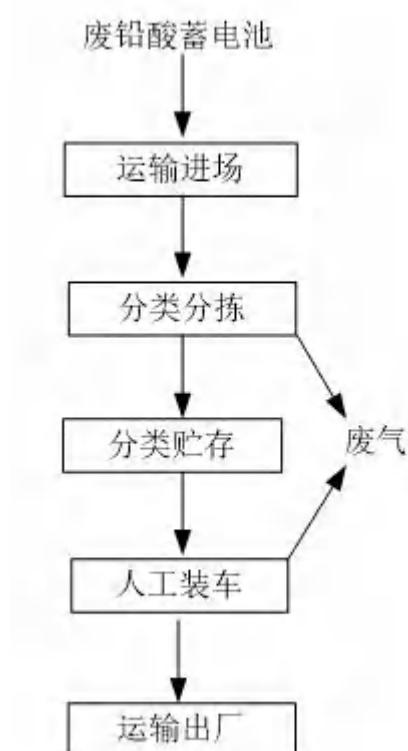 废铅酸蓄电池
运输进场
分类分拣
分类贮存
废气
人工装车
运输出厂